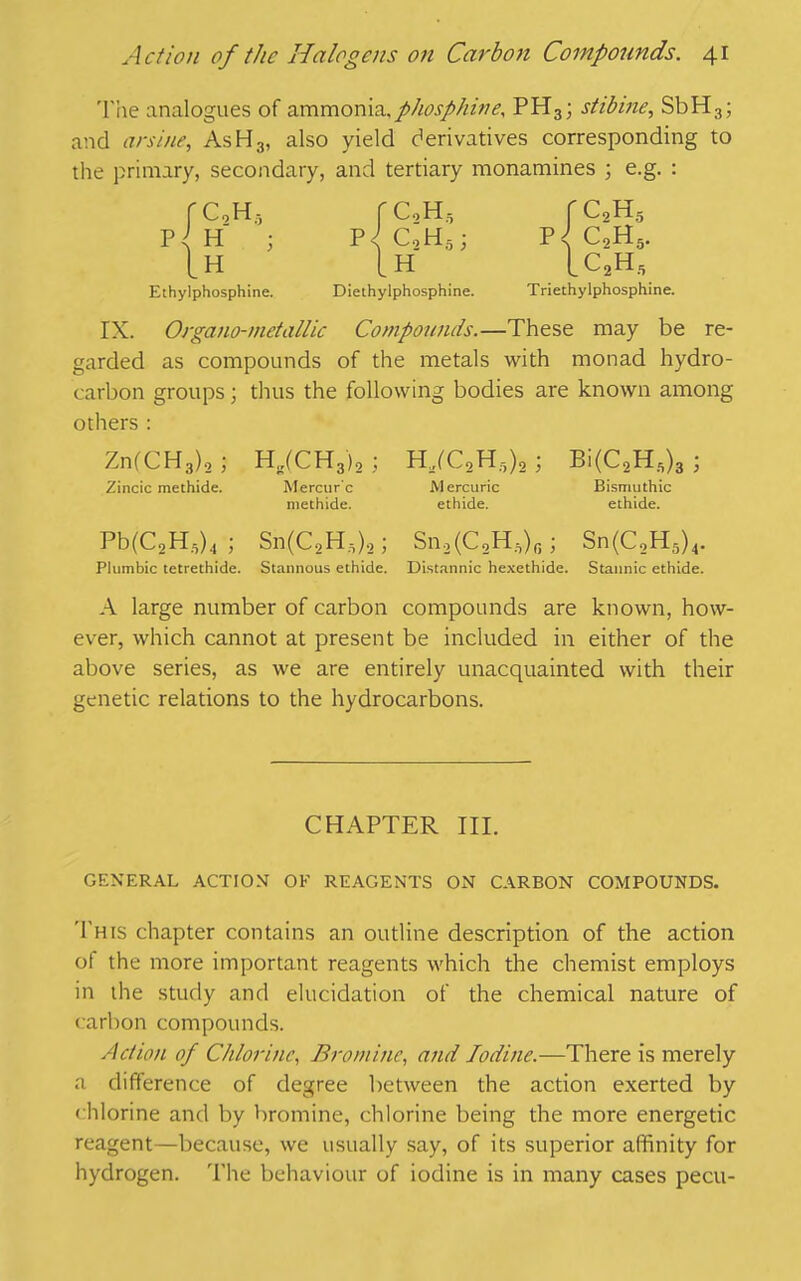 Action of the Halogens on Carbon Compounds. 41
The analogues of ammonia, phosphine, PH₃; stibine, SbH₃;
and arsine, AsH₃, also yield derivatives corresponding to
the primary, secondary, and tertiary monamines ; e.g. :
P{ C₂H₅ H H ; P{ C₂H₅ C₂H₅ H ; P{ C₂H₅ C₂H₅ C₂H₅.
Ethylphosphine. Diethylphosphine. Triethylphosphine.
IX. Organo-metallic Compounds.—These may be re-
garded as compounds of the metals with monad hydro-
carbon groups; thus the following bodies are known among
others :
Zn(CH₃)₂ ; Hg(CH₃)₂ ; Hg(C₂H₅)₂ ; Bi(C₂H₅)₃ ;
Zincic methide. Mercur c Mercuric Bismuthic
methide. ethide. ethide.
Pb(C₂H₅)₄ ; Sn(C₂H₅)₂ ; Sn₂(C₂H₅)₆ ; Sn(C₂H₅)₄.
Plumbic tetrethide. Stannous ethide. Distannic hexethide. Stannic ethide.
A large number of carbon compounds are known, how-
ever, which cannot at present be included in either of the
above series, as we are entirely unacquainted with their
genetic relations to the hydrocarbons.
CHAPTER III.
GENERAL ACTION OF REAGENTS ON CARBON COMPOUNDS.
This chapter contains an outline description of the action
of the more important reagents which the chemist employs
in the study and elucidation of the chemical nature of
carbon compounds.
Action of Chlorine, Bromine, and Iodine.—There is merely
a difference of degree between the action exerted by
chlorine and by bromine, chlorine being the more energetic
reagent—because, we usually say, of its superior affinity for
hydrogen. The behaviour of iodine is in many cases pecu-